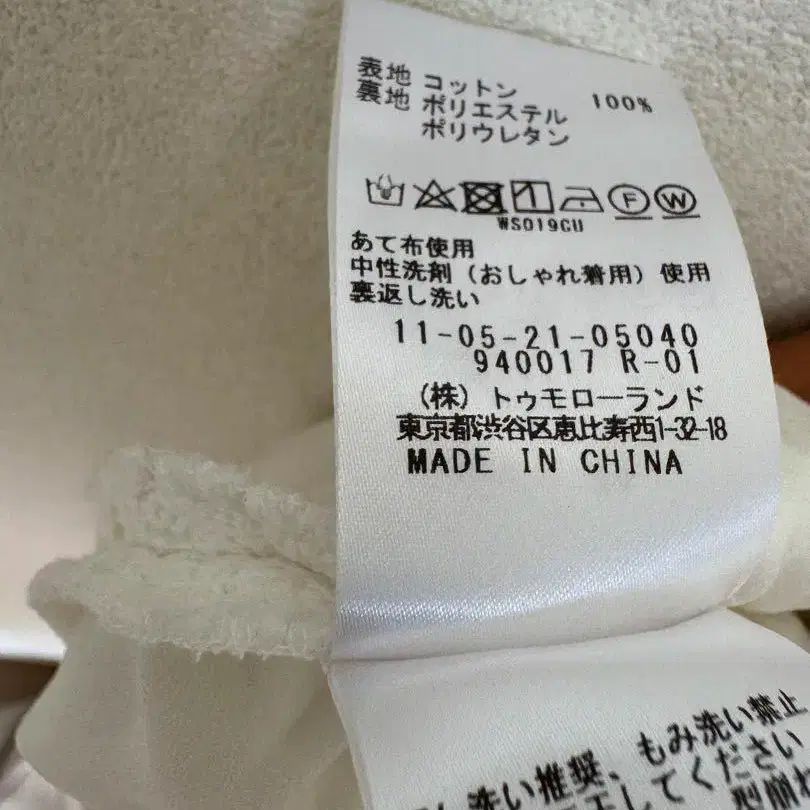 表地 コットン 100%
裏地 ポリエステル
ポリウレタン
F W
WS019CU
あて布使用
中性洗剤（おしゃれ着用）使用
裏返し洗い
11-05-21-05040
940017 R-01
（株）トゥモローランド
東京都渋谷区恵比寿西1-32-18
MADE IN CHINA
し洗い推奨、もみ洗い禁止
してください